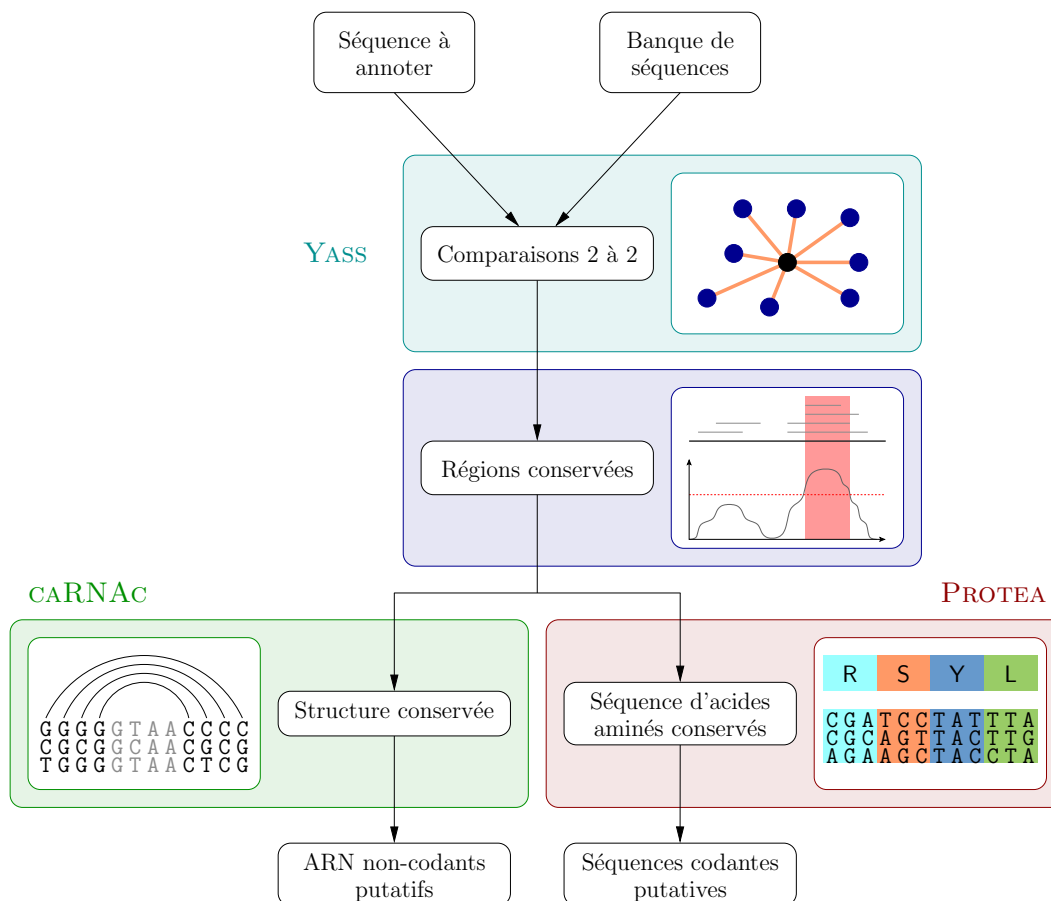 Séquence à
annoter
Banque de
séquences
YASS
Comparaisons 2 à 2
Régions conservées
CARNAC
PROTEA
GGGGGTAACCCC
CGCGGCAACGCG
TGGGGTAACTCG
Structure conservée
Séquence d'acides
aminés conservés
R S Y L
CGATCCTATTTA
CGCAGTTACTTG
AGAAGCTACCTA
ARN non-codants
putatifs
Séquences codantes
putatives